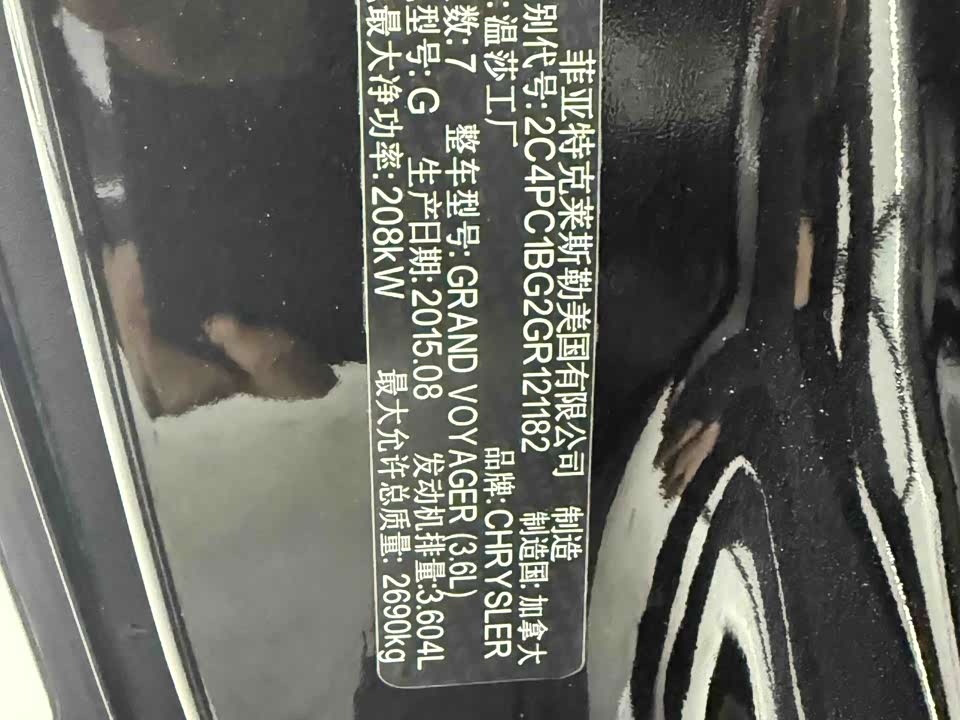 菲亚特克莱斯勒美国有限公司 制造
别代号: 2C4PC1BG2GR121182 制造国: 加拿大
: 温莎工厂 品牌: CHRYSLER
数: 7 整车型号: GRAND VOYAGER (3.6L)
型号: G 生产日期: 2015.08 发动机排量: 3.604L
最大净功率: 208kW 最大允许总质量: 2690kg